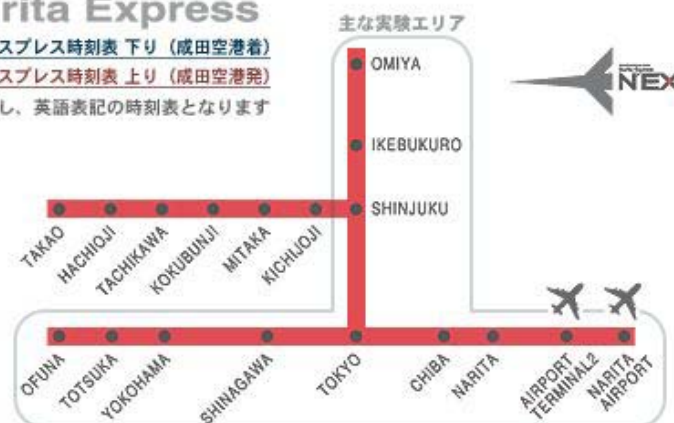 rita Express
スプレス時刻表 下り（成田空港着）
スプレス時刻表 上り（成田空港発）
し、英語表記の時刻表となります
主な実験エリア
N'EX
OMIYA
IKEBUKURO
SHINJUKU
TAKAO
HACHIOJI
TACHIKAWA
KOKUBUNJI
MITAKA
KICHIJOJI
OFUNA
TOTSUKA
YOKOHAMA
SHINAGAWA
TOKYO
CHIBA
NARITA
AIRPORT
TERMINAL2
NARITA
AIRPORT